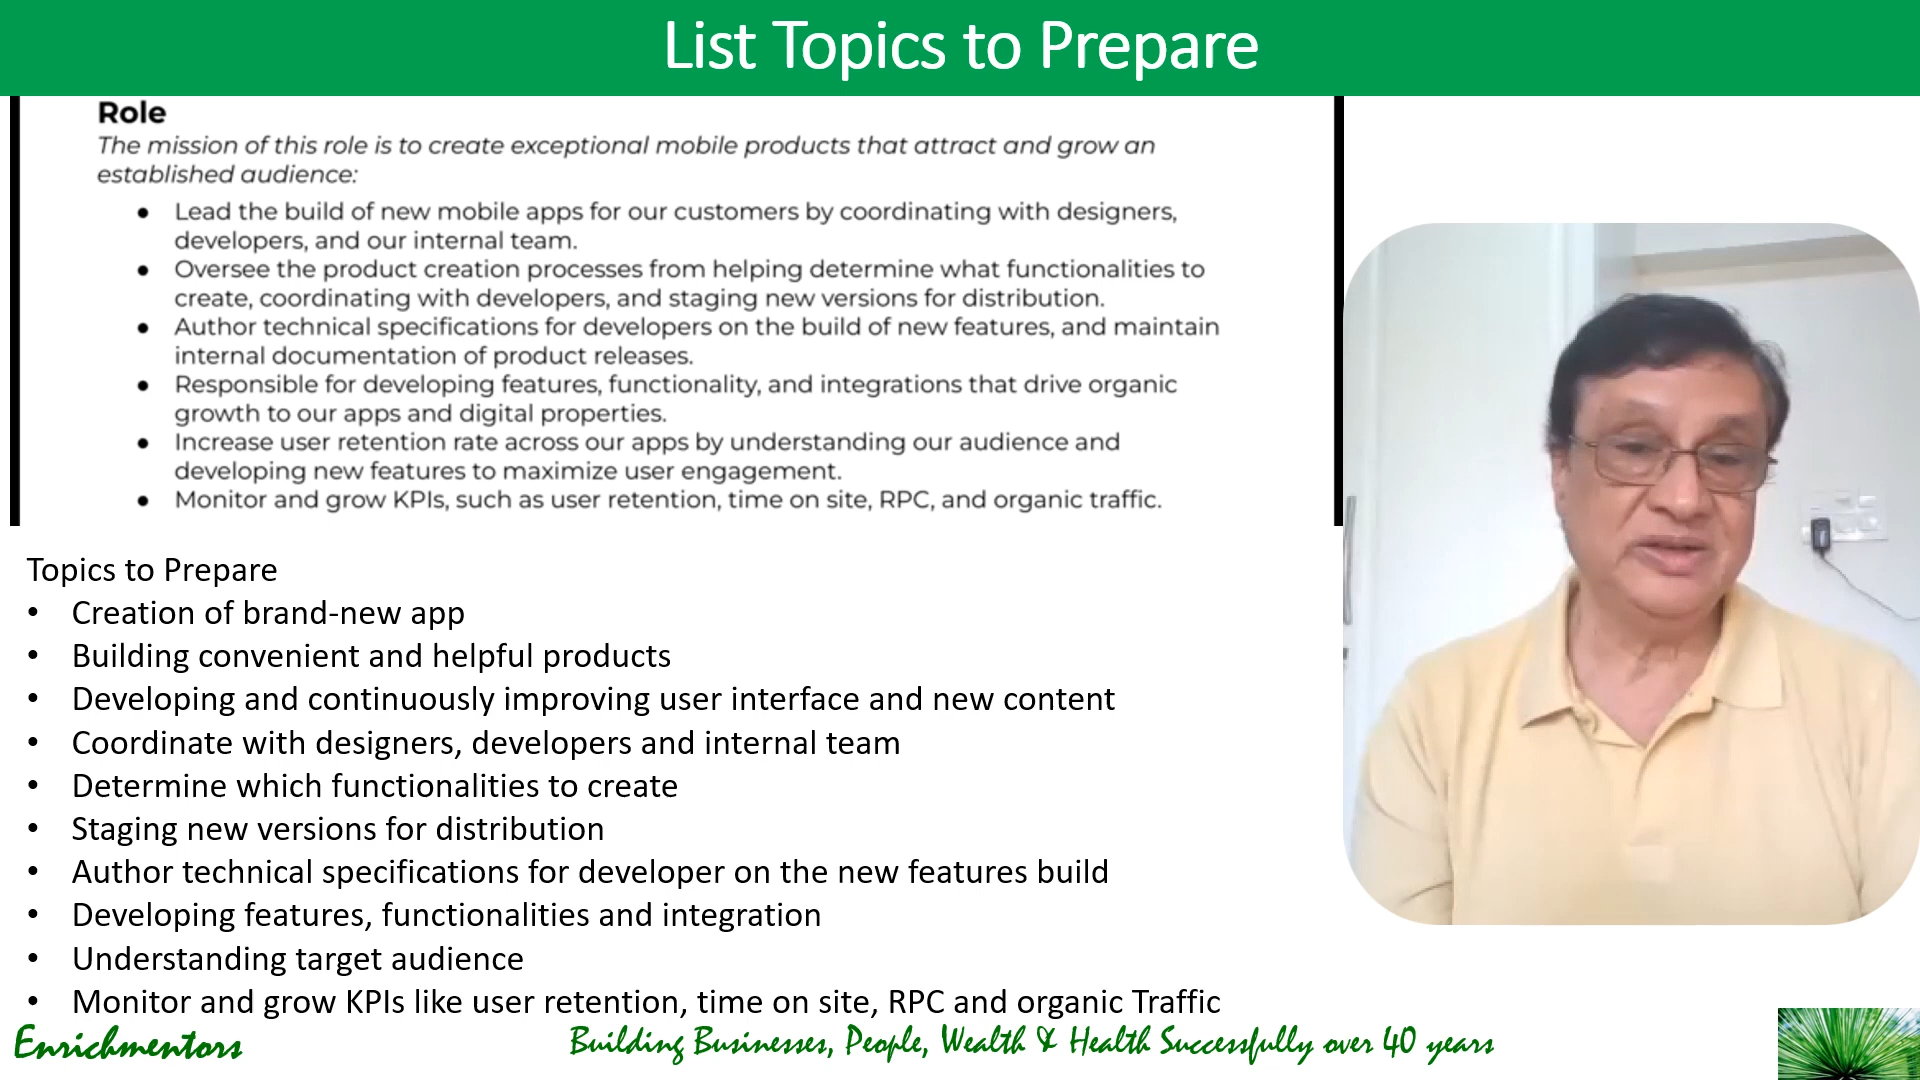 List Topics to Prepare
Role
The mission of this role is to create exceptional mobile products that attract and grow an
established audience:
● Lead the build of new mobile apps for our customers by coordinating with designers,
developers, and our internal team.
● Oversee the product creation processes from helping determine what functionalities to
create, coordinating with developers, and staging new versions for distribution.
● Author technical specifications for developers on the build of new features, and maintain
internal documentation of product releases.
● Responsible for developing features, functionality, and integrations that drive organic
growth to our apps and digital properties.
● Increase user retention rate across our apps by understanding our audience and
developing new features to maximize user engagement.
● Monitor and grow KPIs, such as user retention, time on site, RPC, and organic traffic.
Topics to Prepare
• Creation of brand-new app
• Building convenient and helpful products
• Developing and continuously improving user interface and new content
• Coordinate with designers, developers and internal team
• Determine which functionalities to create
• Staging new versions for distribution
• Author technical specifications for developer on the new features build
• Developing features, functionalities and integration
• Understanding target audience
• Monitor and grow KPIs like user retention, time on site, RPC and organic Traffic
Enrichmentors
Building Businesses, People, Wealth & Health Successfully over 40 years